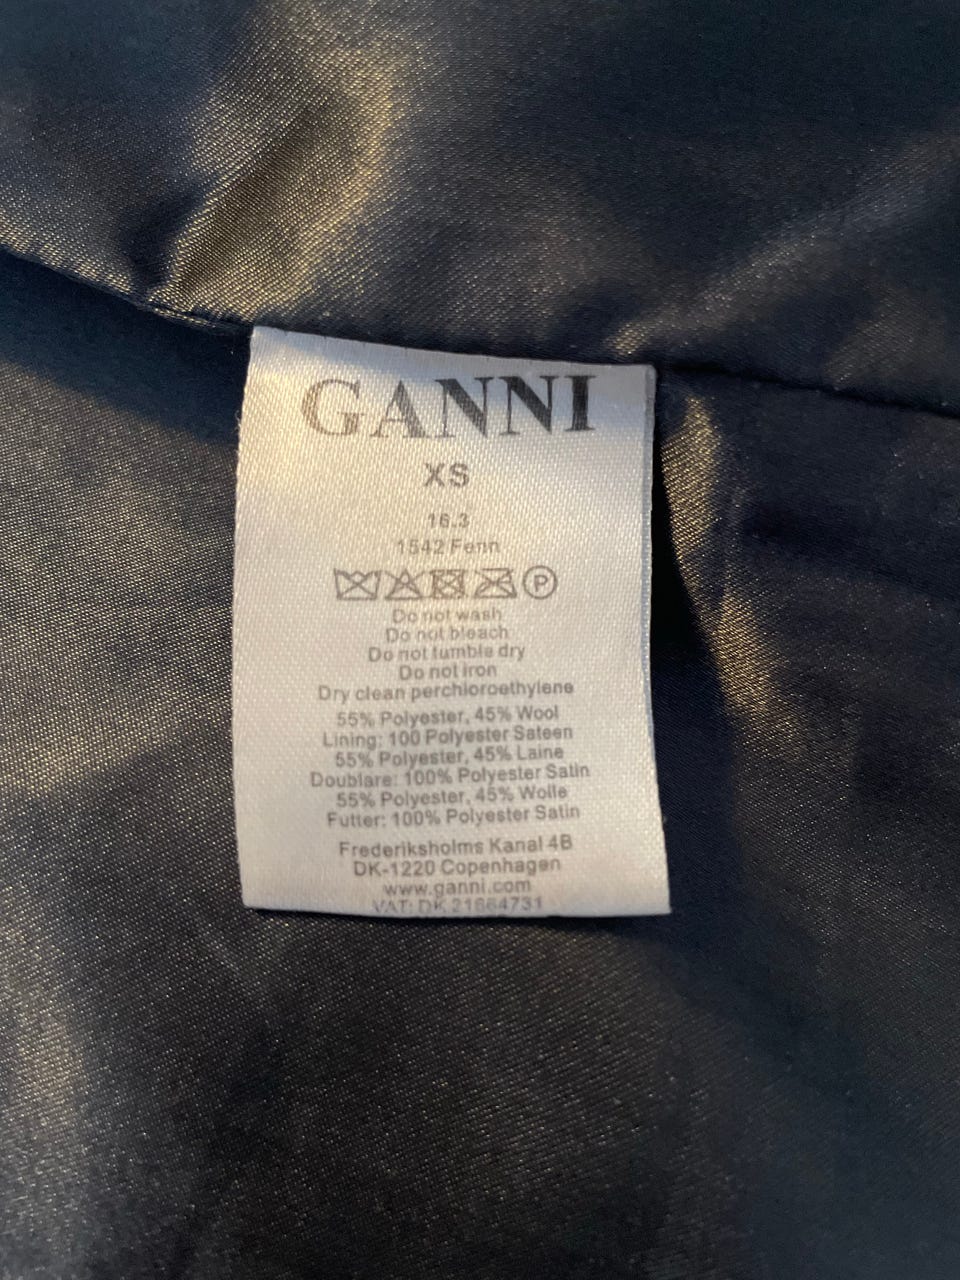 GANNI
XS
16.3
1542 Fenn
P
Do not wash
Do not bleach
Do not tumble dry
Do not iron
Dry clean perchioroethylene
55% Polyester, 45% Wool
Lining: 100 Polyester Sateen
55% Polyester, 45% Laine
Doublare: 100% Polyester Satin
55% Polyester, 45% Wolle
Futter: 100% Polyester Satin
Frederiksholms Kanal 4B
DK-1220 Copenhagen
www.ganni.com
VAT: DK 21664731